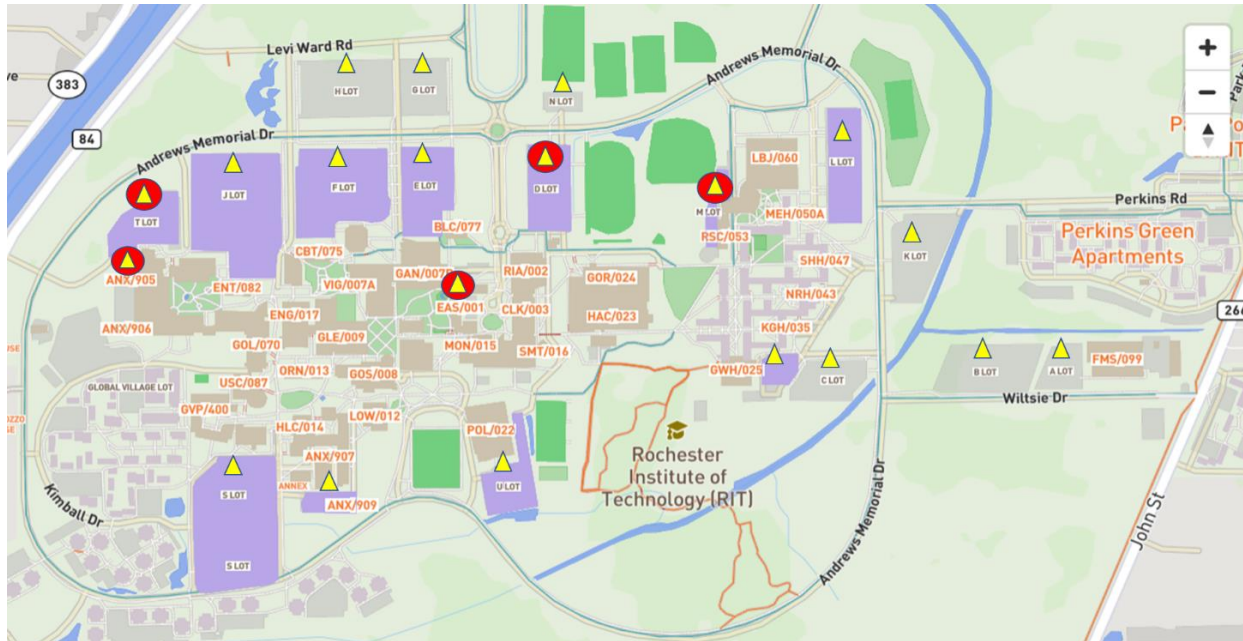 Levi Ward Rd
383
ve
84
H LOT
G LOT
N LOT
Andrews Memorial Dr
Andrews Memorial Dr
+
−
LBJ/060
L LOT
J LOT
F LOT
E LOT
D LOT
T LOT
M LOT
MEH/050A
Perkins Rd
RSC/053
BLC/077
CBT/075
K LOT
Perkins Green
Apartments
SHH/047
ANX/905
ENT/082
VIG/007A
RIA/002
GOR/024
EAS/001
CLK/003
NRH/043
ENG/017
HAC/023
266
ANX/906
GLE/009
MON/015
SMT/016
KGH/035
GOL/070
ORN/013
GOS/008
GWH/025
C LOT
B LOT
A LOT
FMS/099
GLOBAL VILLAGE LOT
USC/087
Wiltsie Dr
GVP/400
LOW/012
HLC/014
POL/022
Rochester
Institute of
Technology (RIT)
ANX/907
S LOT
ANNEX
U LOT
ANX/909
Kimball Dr
S LOT
Andrews Memorial Dr
John St